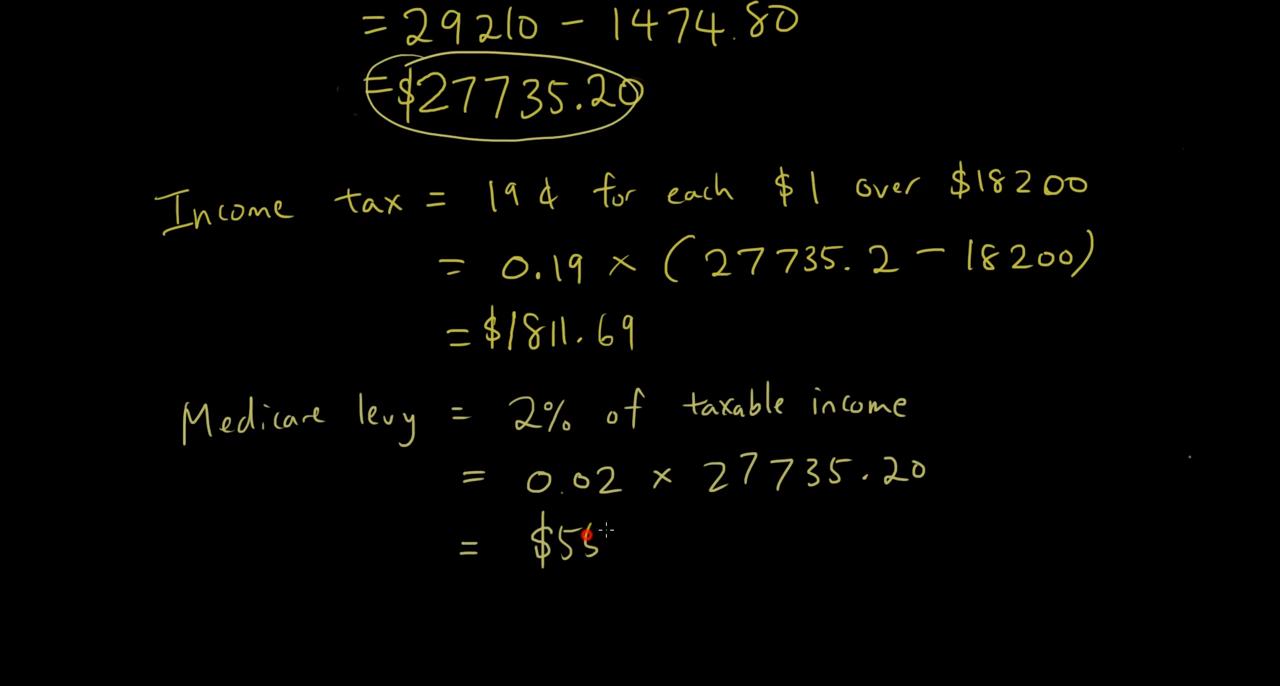 = 29210 - 1474.80
= $27735.20
Income tax = 19 ¢ for each $1 over $18200
= 0.19 × (27735.2 - 18200)
= $1811.69
Medicare levy = 2% of taxable income
= 0.02 × 27735.20
= $55